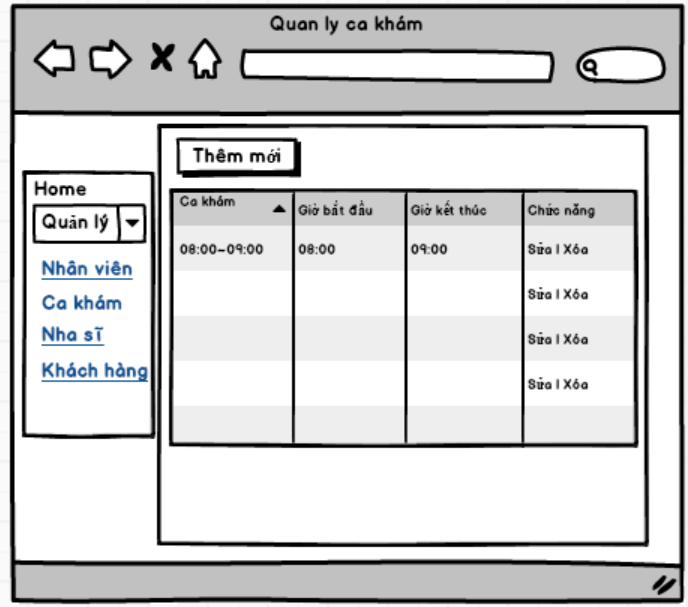 Quan ly ca khám
Thêm mới
Home
Quản lý
Nhân viên
Ca khám
Nha sĩ
Khách hàng
Ca khám Giờ bắt đầu Giờ kết thúc Chức năng
08:00-09:00 08:00 09:00 Sửa | Xóa
Sửa | Xóa
Sửa | Xóa
Sửa | Xóa